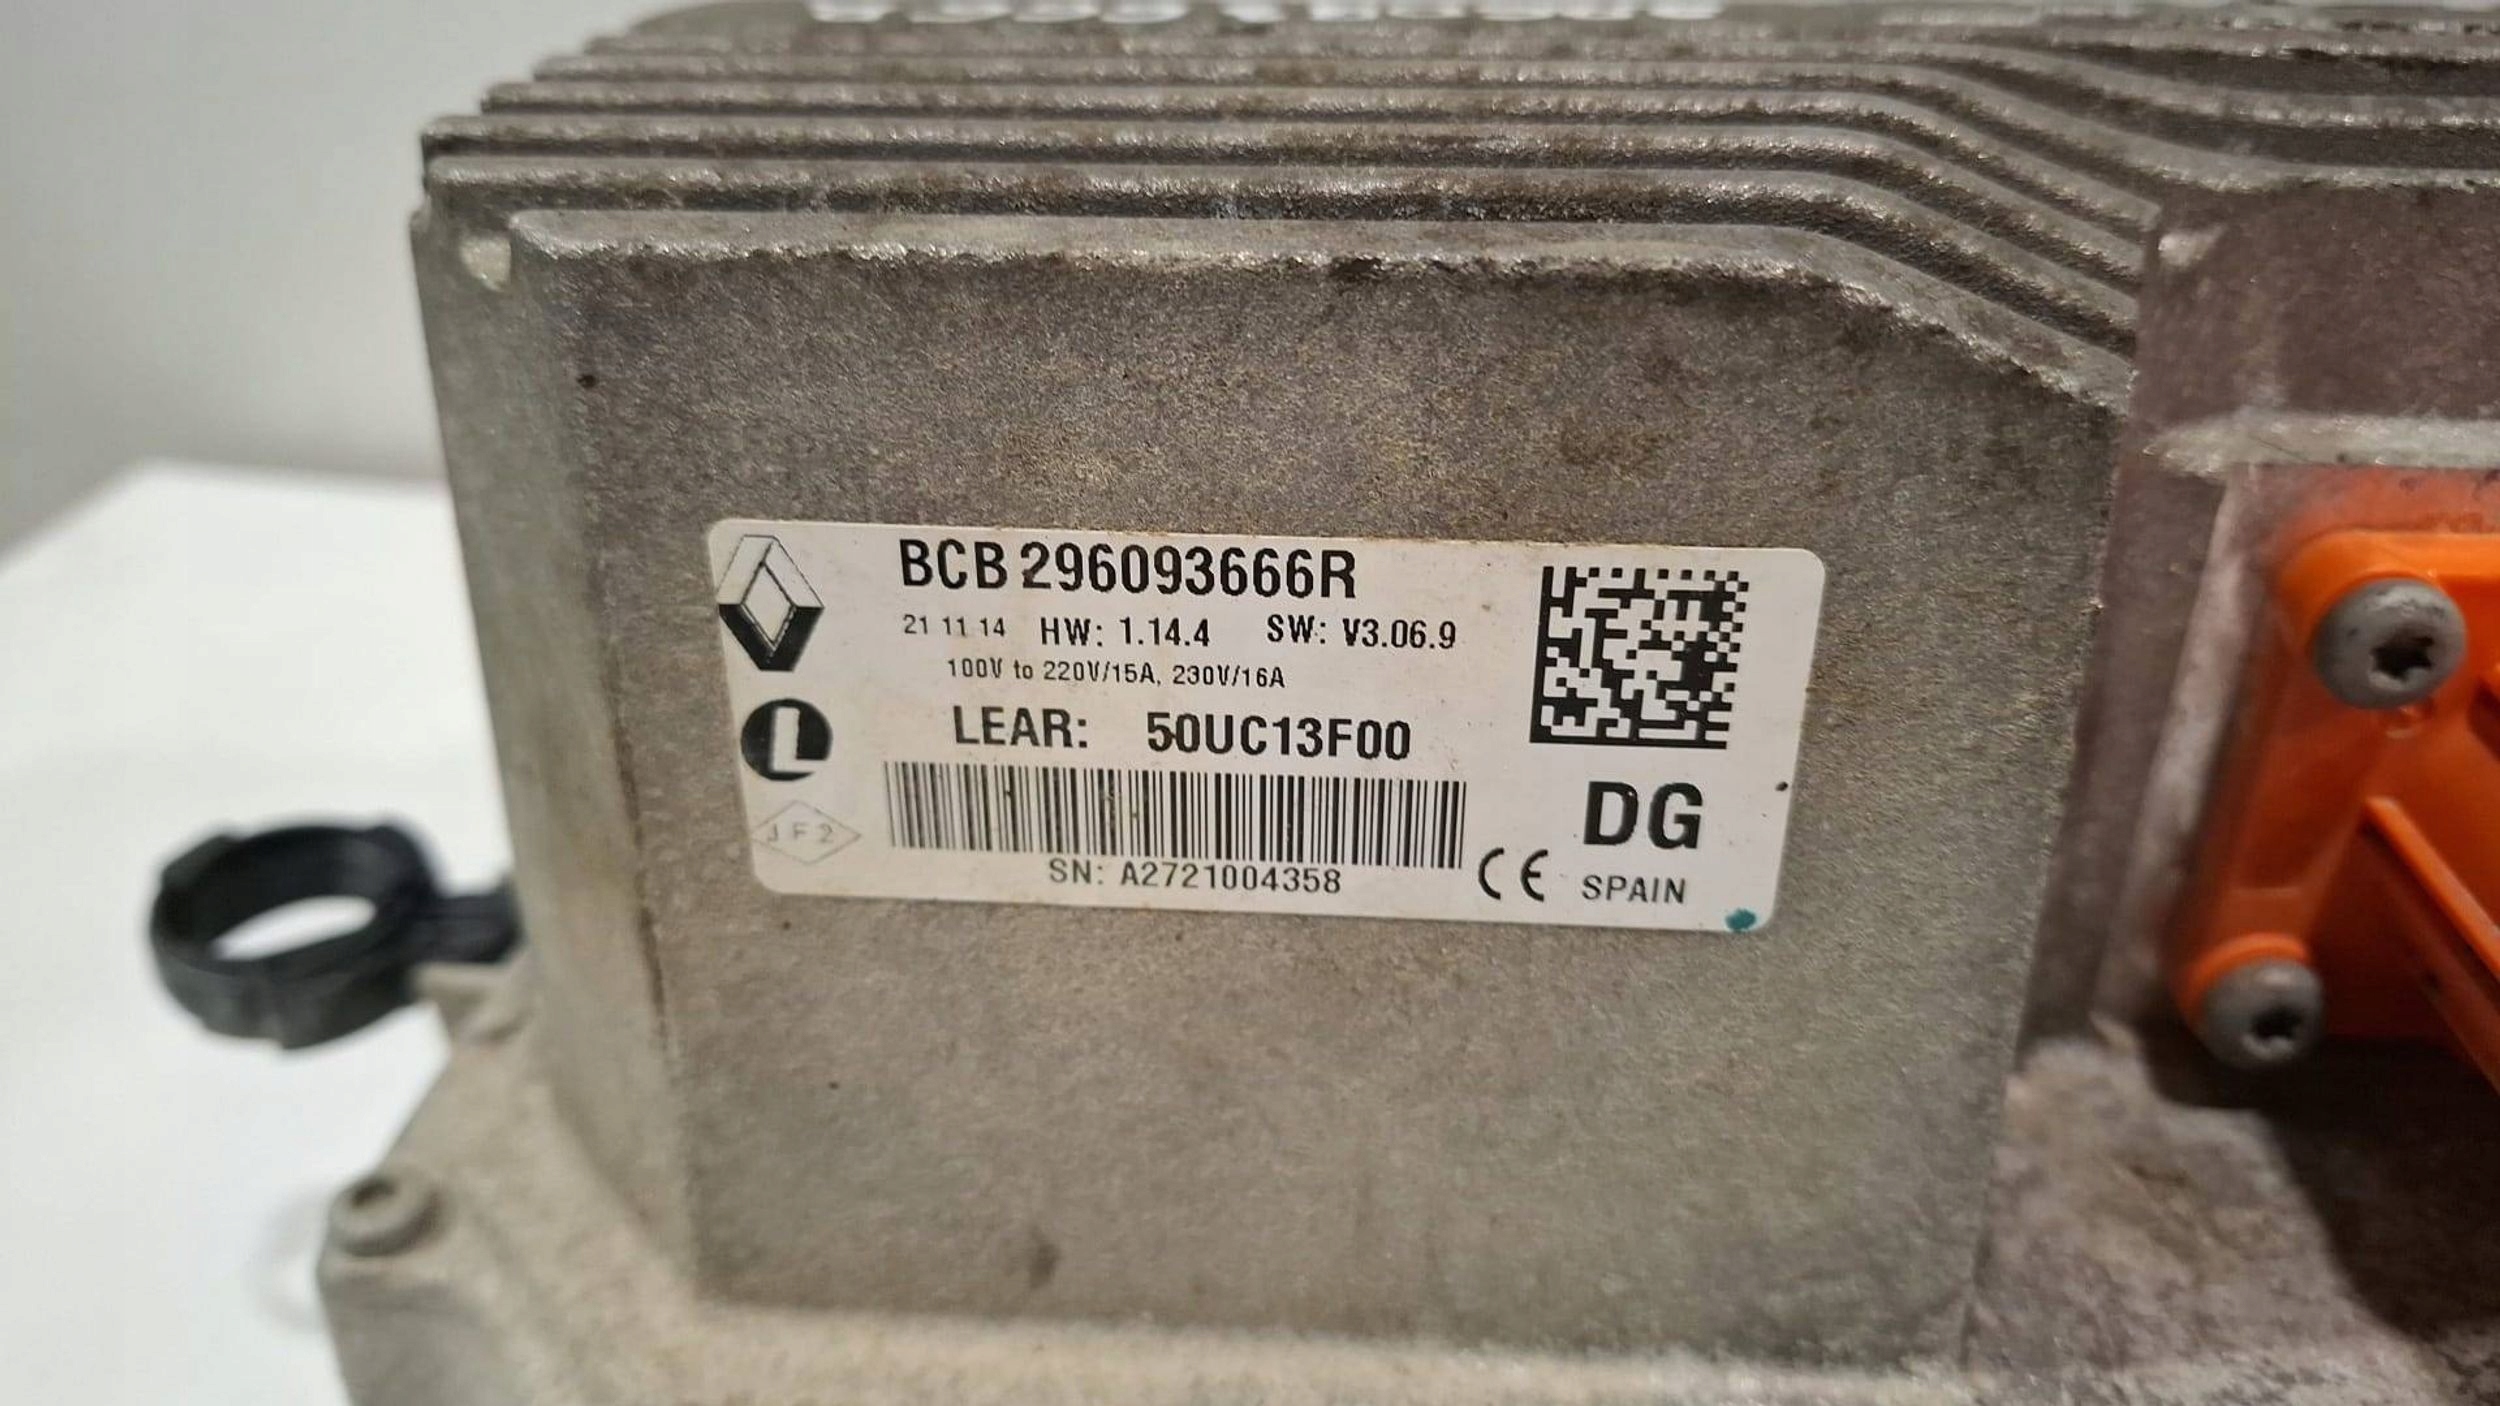 BCB 296093666R
21 11 14 HW: 1.14.4 SW: V3.06.9
100V to 220V/15A, 230V/16A
LEAR: 50UC13F00
L
JF2
DG
SN: A2721004358
CE SPAIN